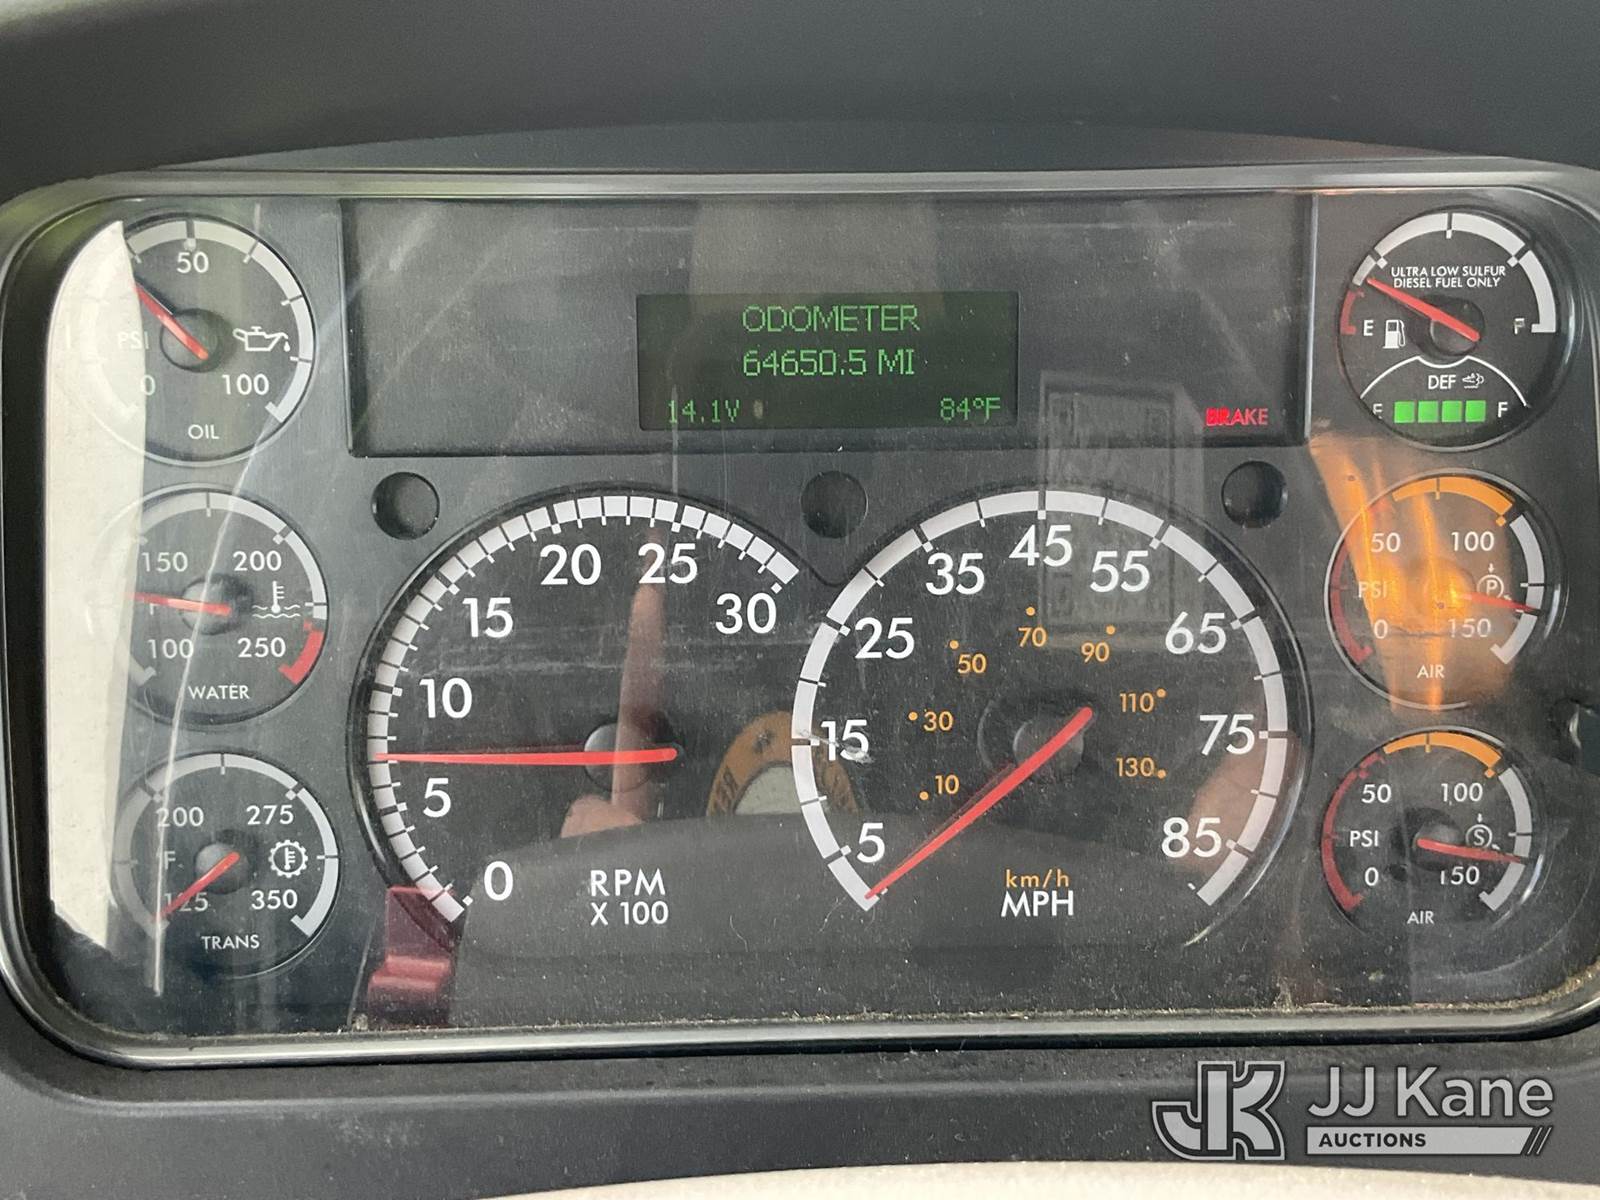 50
PSI
0 100
OIL
ODOMETER
64650.5 MI
14.1V 84°F
BRAKE
ULTRA LOW SULFUR
DIESEL FUEL ONLY
E F
DEF
E F
150 200
F
100 250
WATER
200 275
F
125 350
TRANS
0
5
10
15
20
25
30
RPM
X 100
5
15
25
35
45
55
65
75
85
10
30
50
70
90
110
130
km/h
MPH
50 100
PSI P
0 150
AIR
50 100
PSI S
0 150
AIR
JK
JJ Kane
AUCTIONS